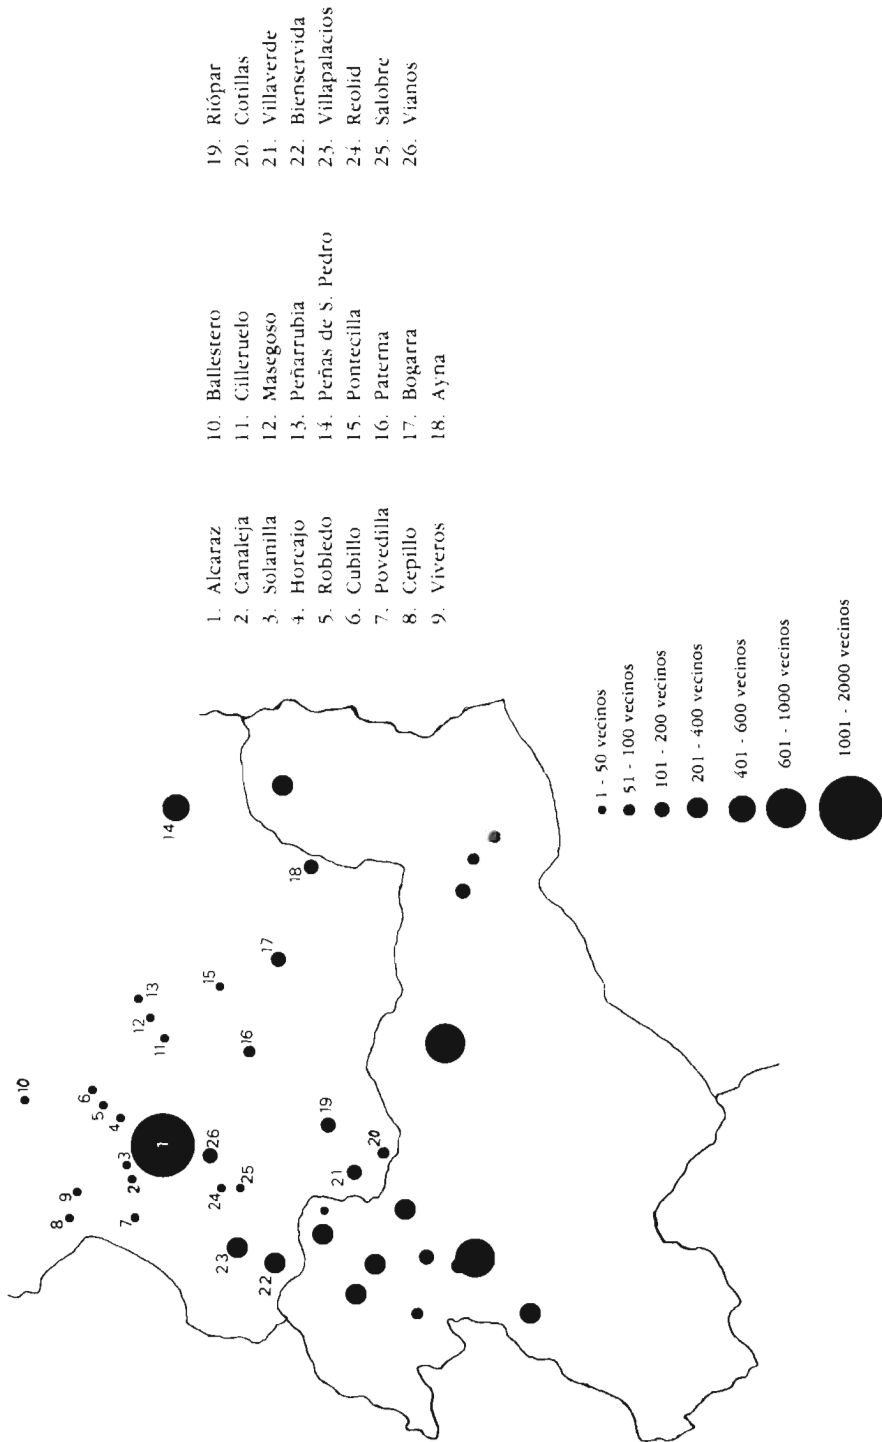 1. Alcaraz
2. Canaleja
3. Solanilla
4. Horcajo
5. Robledo
6. Cubillo
7. Povedilla
8. Cepillo
9. Viveros
10. Ballestero
11. Cilleruelo
12. Masegoso
13. Peñarrubia
14. Peñas de S. Pedro
15. Pontecilla
16. Paterna
17. Bogarra
18. Ayna
19. Riópar
20. Cotillas
21. Villaverde
22. Bienservida
23. Villapalacios
24. Reolid
25. Salobre
26. Vianos
1 - 50 vecinos
51 - 100 vecinos
101 - 200 vecinos
201 - 400 vecinos
401 - 600 vecinos
601 - 1000 vecinos
1001 - 2000 vecinos
8
9
7
2
3
1
4
5
6
10
11
12
13
14
15
16
17
18
26
24
25
23
22
19
21
20